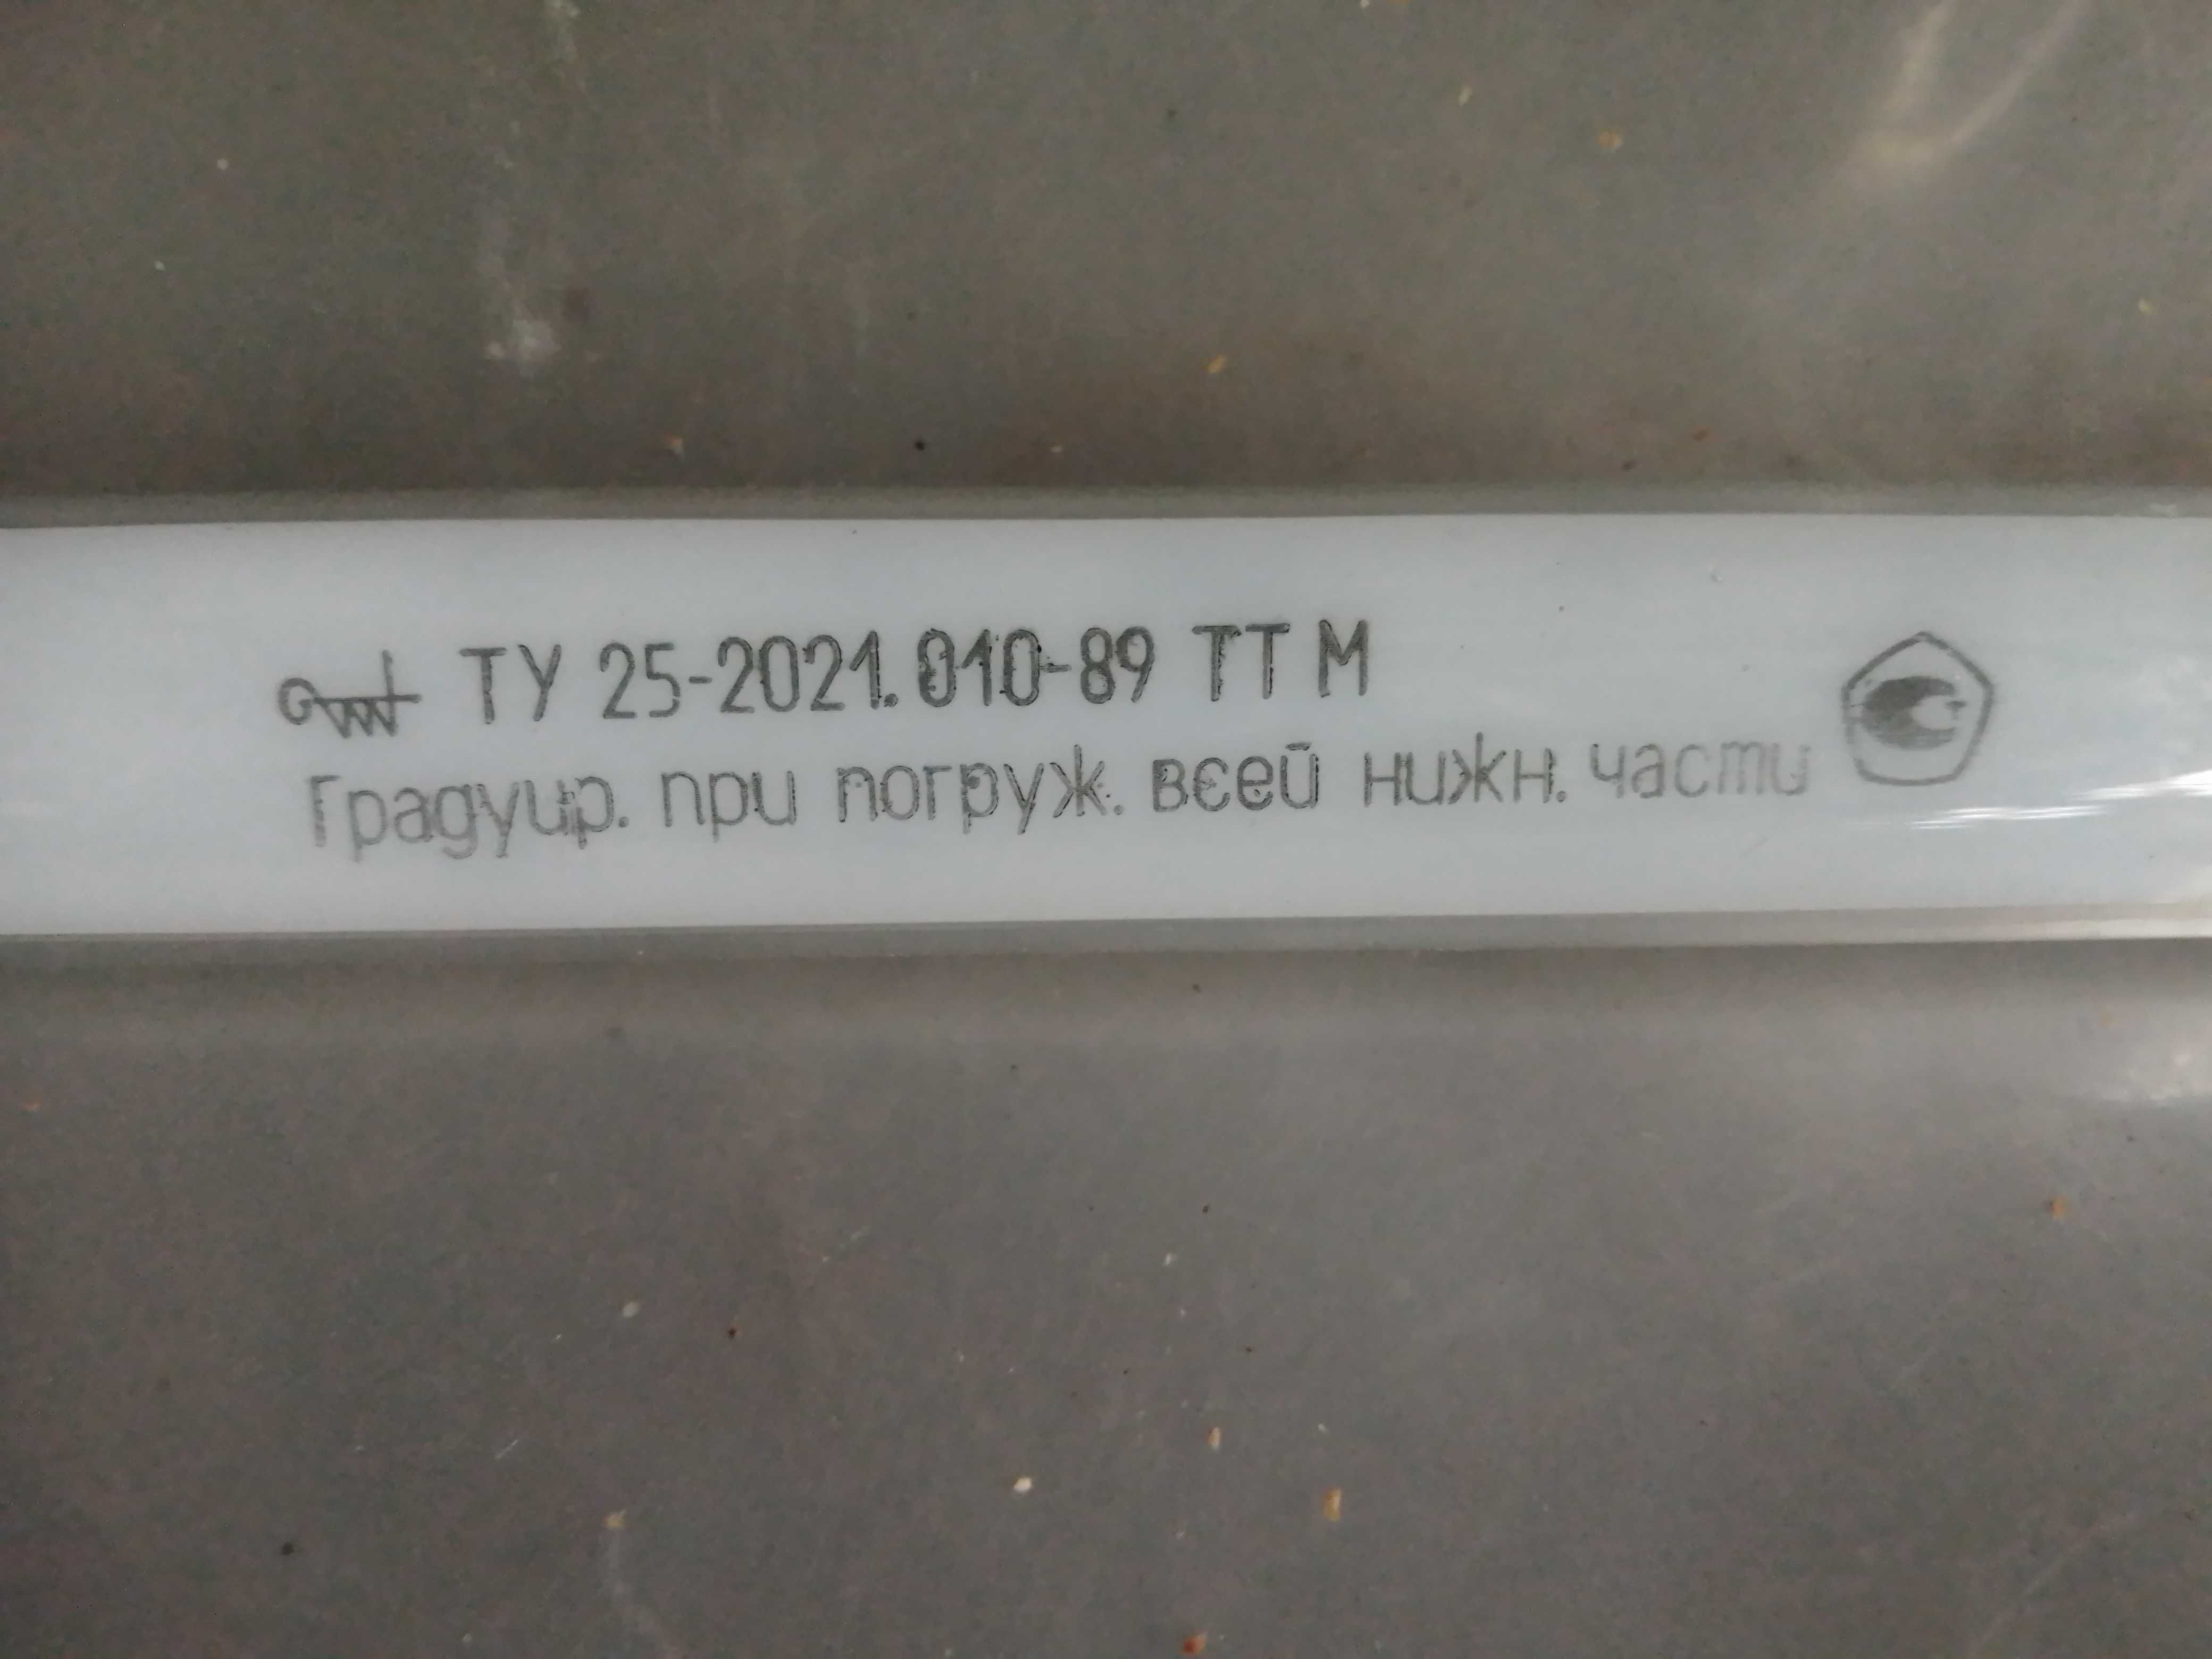 ТУ 25-2021.010-89 ТТ М
Градуир. при погруж. всей нижн. части